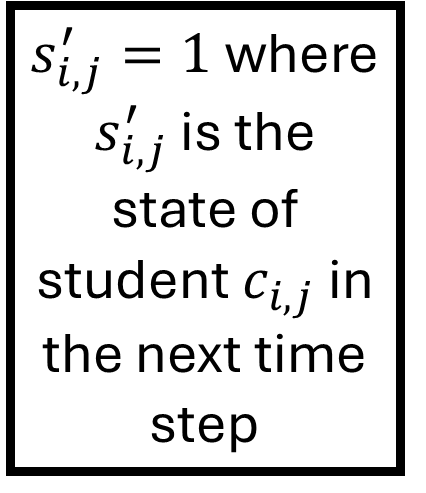 s′i,j = 1 where
s′i,j is the
state of
student ci,j in
the next time
step